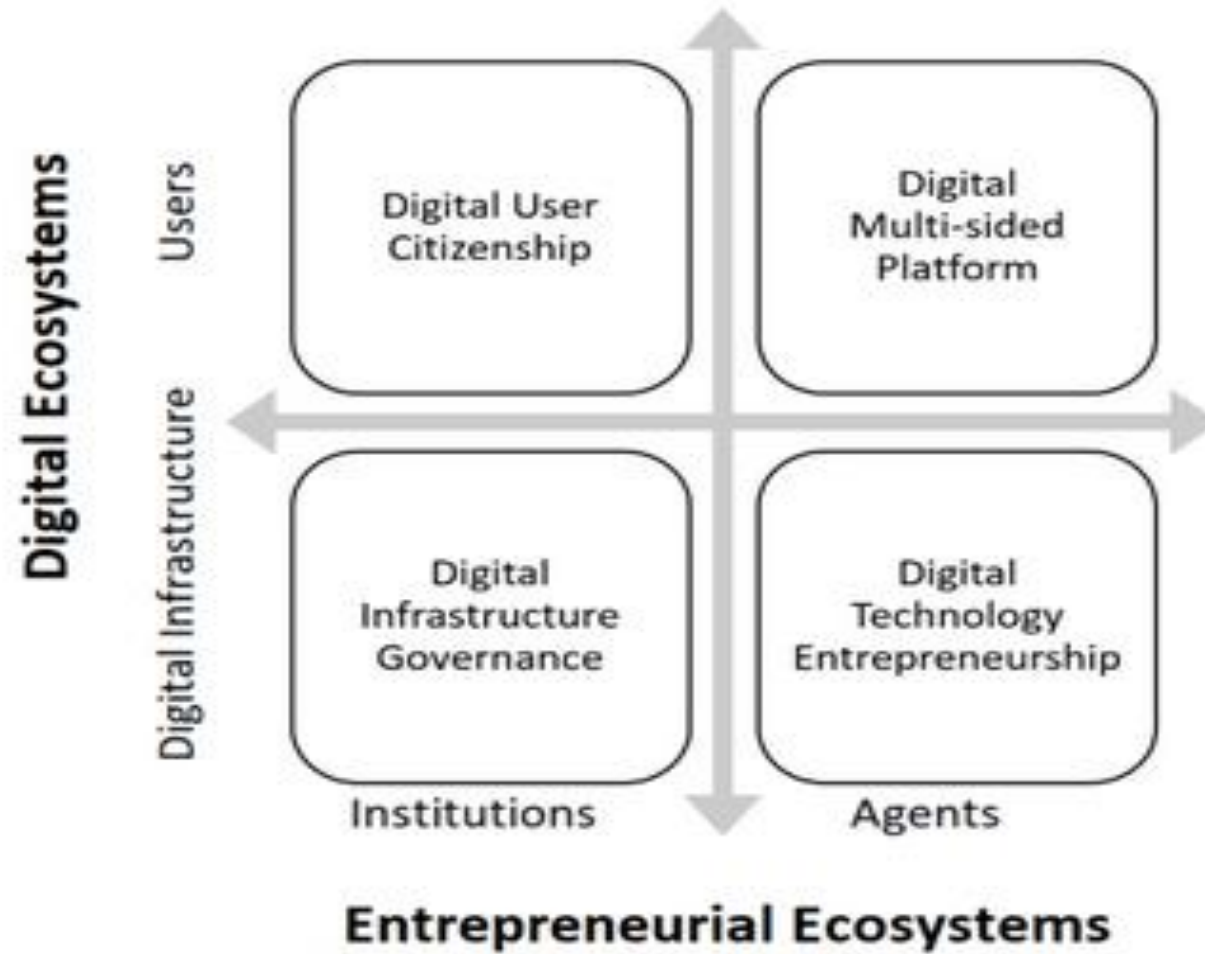 Digital Ecosystems
Users
Digital User
Citizenship
Digital
Multi-sided
Platform
Digital Infrastructure
Digital
Infrastructure
Governance
Digital
Technology
Entrepreneurship
Institutions
Agents
Entrepreneurial Ecosystems